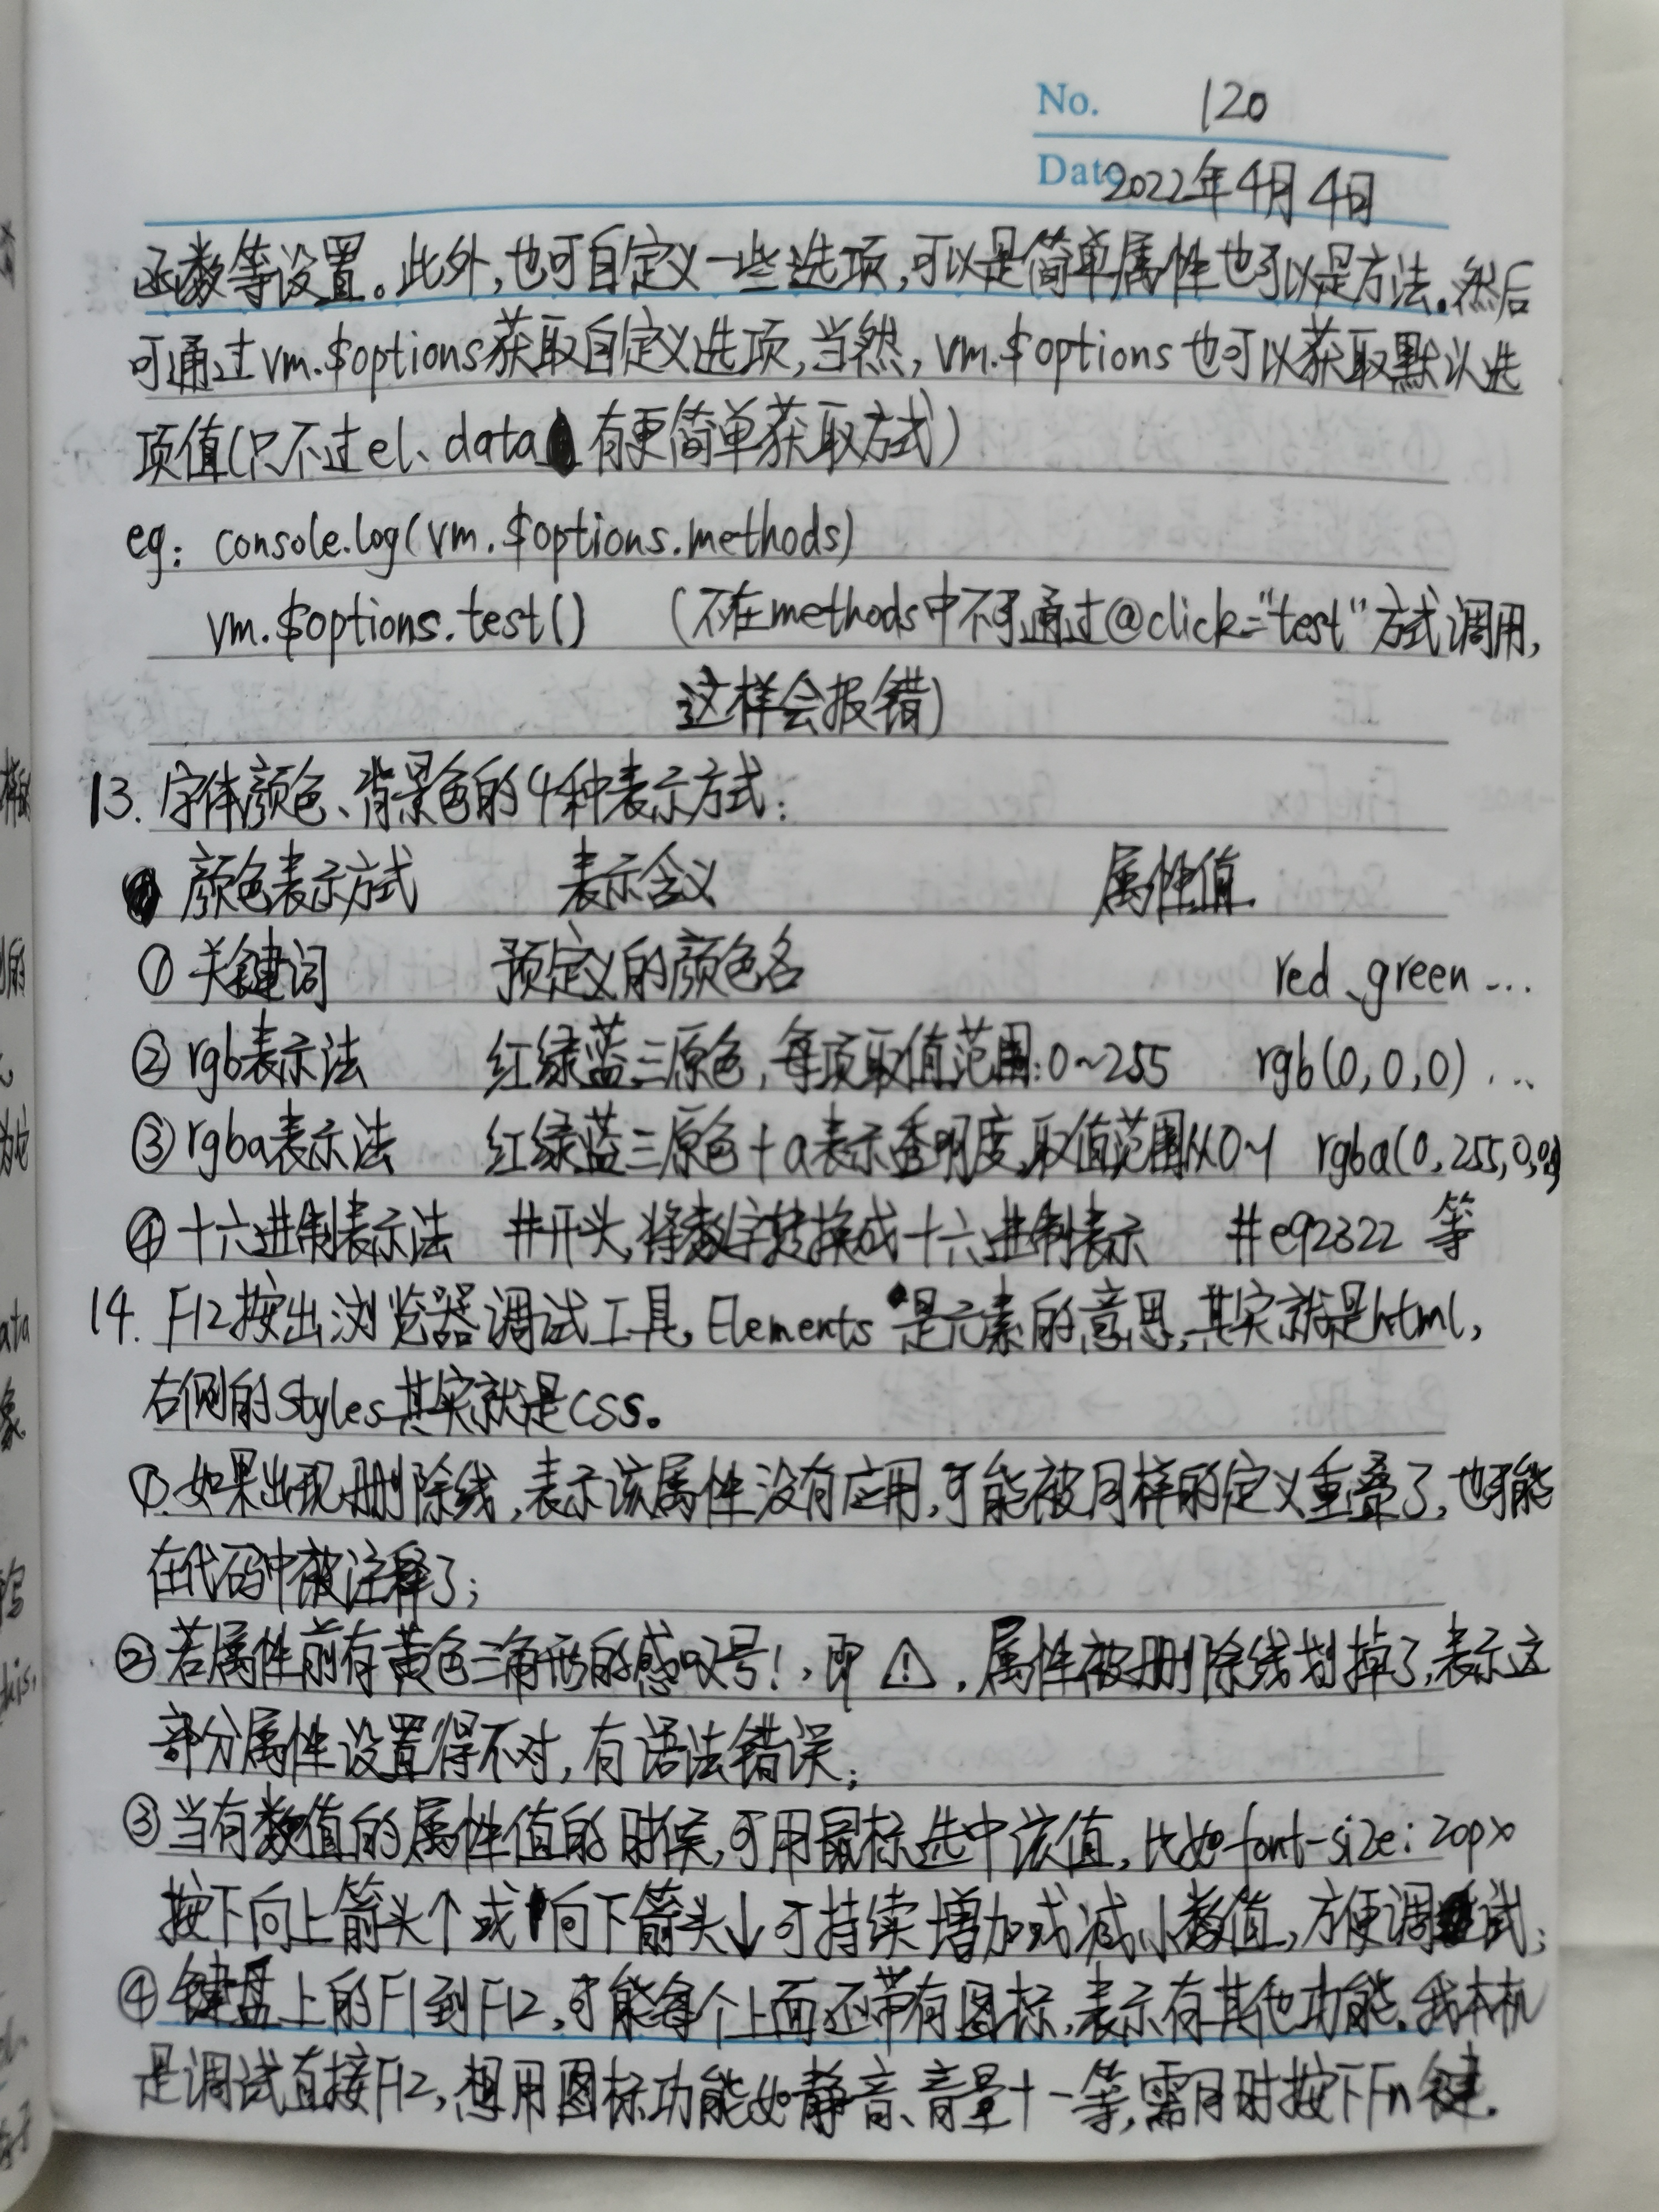 No. 120
Date 2022年4月4日
函数等设置。此外,也可自定义一些选项,可以是简单属性也可以是方法。然后
可通过vm.$options获取自定义选项,当然,vm.$options也可以获取默认选
项值(只不过el、data有更简单获取方式)
eg: console.log(vm.$options.methods)
vm.$options.test() (不在methods中不可通过@click="test"方式调用,
这样会报错)
13. 字体颜色、背景色的4种表示方式:
颜色表示方式 表示含义 属性值
① 关键词 预定义的颜色名 red、green...
② rgb表示法 红绿蓝三原色,每项取值范围:0~255 rgb(0,0,0)...
③ rgba表示法 红绿蓝三原色+a表示透明度,取值范围从0~1 rgba(0,255,0,
④ 十六进制表示法 #开头,将数字转换成十六进制表示 #e92322 等
14. F12按出浏览器调试工具,Elements是元素的意思,其实就是html,
右侧的Styles其实就是css。
①.如果出现删除线,表示该属性没有应用,可能被同样的定义重叠了,也可能
在代码中被注释了;
② 若属性前有黄色三角形的感叹号!,即 ⚠,属性被删除线划掉了,表示这
部分属性设置得不对,有语法错误;
③当有数值的属性值的时候,可用鼠标选中该值,比如font-size:20px
按下向上箭头↑或向下箭头↓可持续增加或减小数值,方便调试;
④ 键盘上的F1到F12,可能每个上面还带有图标,表示有其他功能。我本机
是调试直接F12,想用图标功能如静音、音量+-等,需同时按下Fn键.